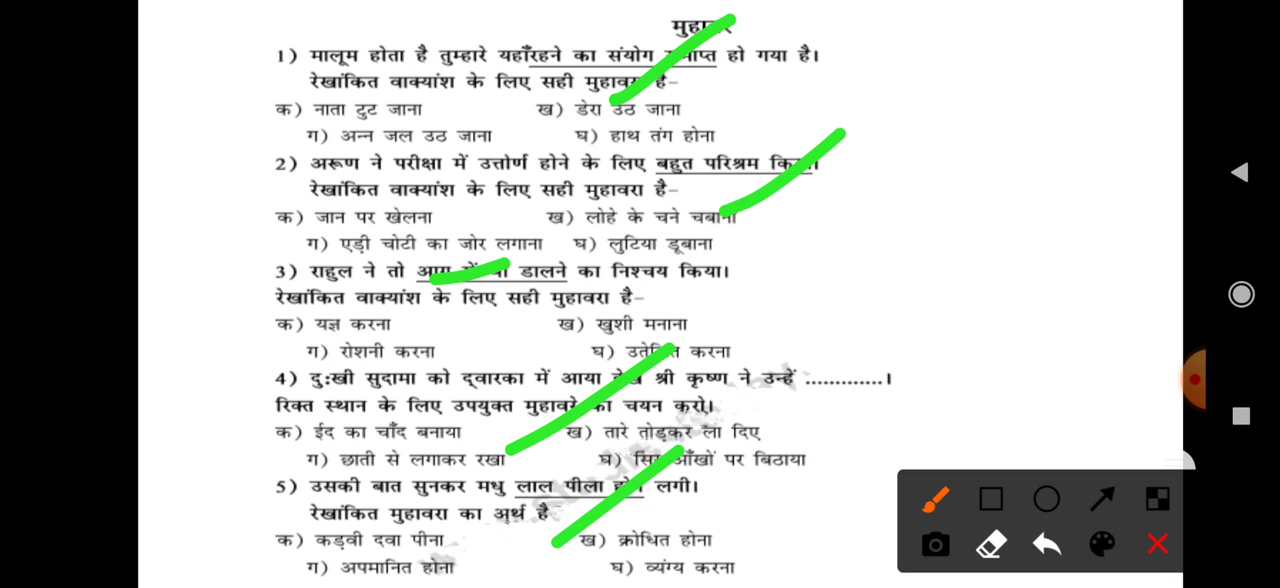 मुहावरे
1) मालूम होता है तुम्हारे यहाँरहने का संयोग समाप्त हो गया है।
रेखांकित वाक्यांश के लिए सही मुहावरा है–
क) नाता टुट जाना ख) डेरा उठ जाना
ग) अन्न जल उठ जाना घ) हाथ तंग होना
2) अरूण ने परीक्षा में उत्तोर्ण होने के लिए बहुत परिश्रम किया।
रेखांकित वाक्यांश के लिए सही मुहावरा है–
क) जान पर खेलना ख) लोहे के चने चबाना
ग) एड़ी चोटी का जोर लगाना घ) लुटिया डूबाना
3) राहुल ने तो आग में घी डालने का निश्चय किया।
रेखांकित वाक्यांश के लिए सही मुहावरा है–
क) यज्ञ करना ख) खुशी मनाना
ग) रोशनी करना घ) उतेजित करना
4) दु:खी सुदामा को द्वारका में आया देख श्री कृष्ण ने उन्हें .............।
रिक्त स्थान के लिए उपयुक्त मुहावरे का चयन करो।
क) ईद का चाँद बनाया ख) तारे तोड़कर ला दिए
ग) छाती से लगाकर रखा घ) सिर आँखों पर बिठाया
5) उसकी बात सुनकर मधु लाल पीला होने लगी।
रेखांकित मुहावरा का अर्थ है–
क) कड़वी दवा पीना ख) क्रोधित होना
ग) अपमानित होना घ) व्यंग्य करना